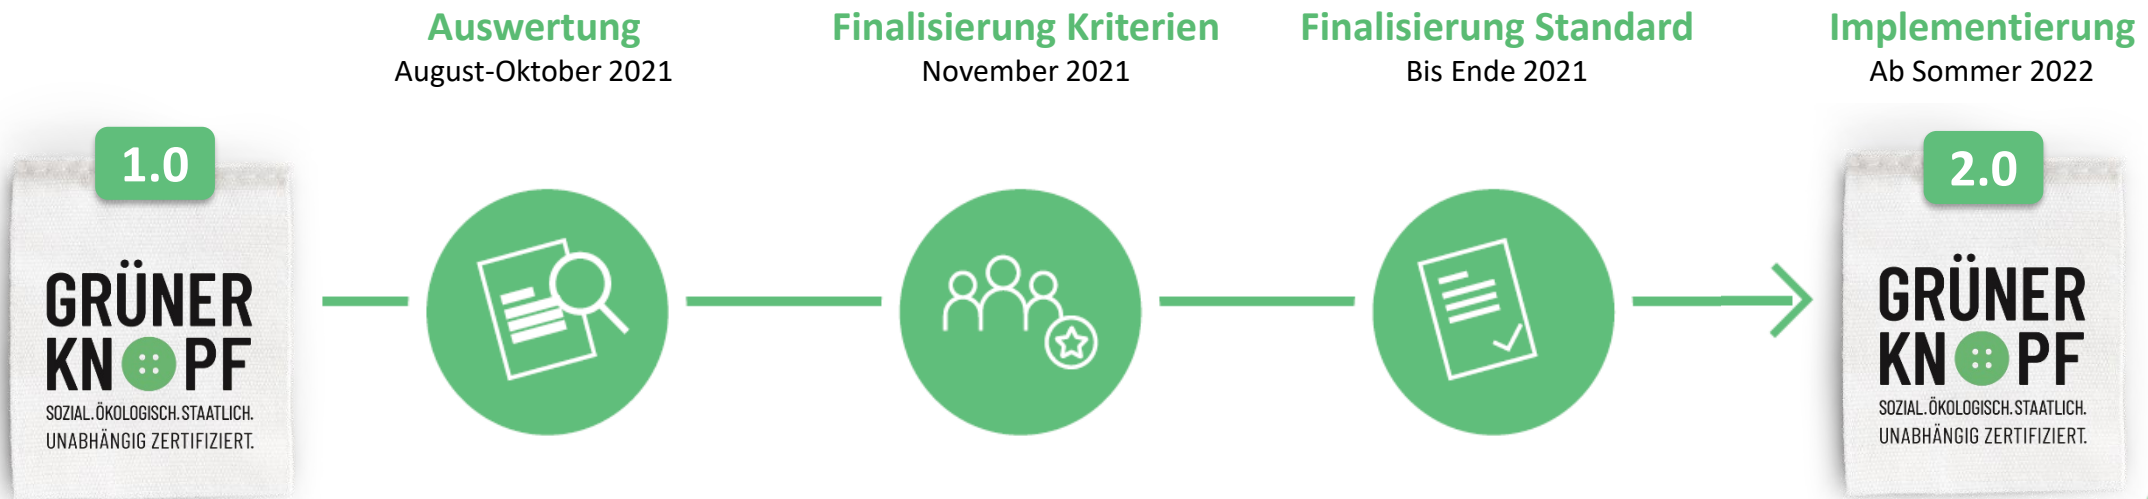 Auswertung
August-Oktober 2021
Finalisierung Kriterien
November 2021
Finalisierung Standard
Bis Ende 2021
Implementierung
Ab Sommer 2022
1.0
GRÜNER
KNOPF
SOZIAL. ÖKOLOGISCH. STAATLICH.
UNABHÄNGIG ZERTIFIZIERT.
2.0
GRÜNER
KNOPF
SOZIAL. ÖKOLOGISCH. STAATLICH.
UNABHÄNGIG ZERTIFIZIERT.